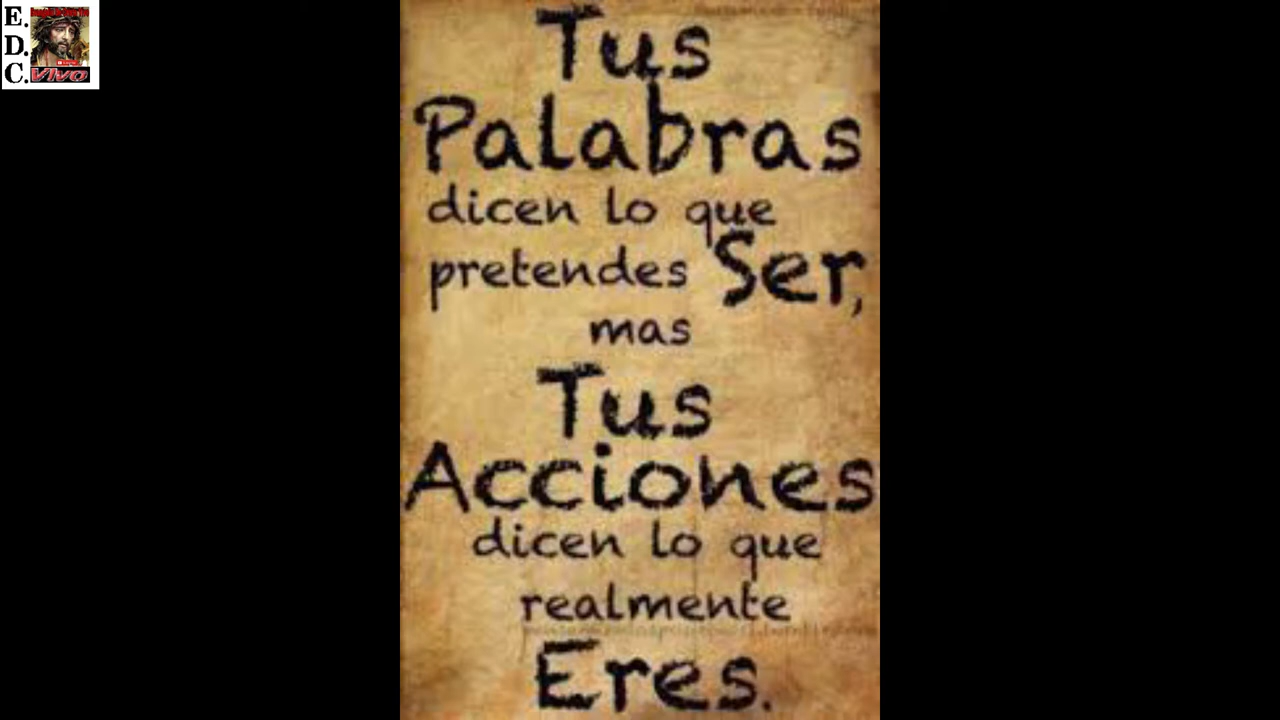 E.
D.
C.
Vivo
Tus
Palabras
dicen lo que
pretendes Ser,
mas
Tus
Acciones
dicen lo que
realmente
Eres.